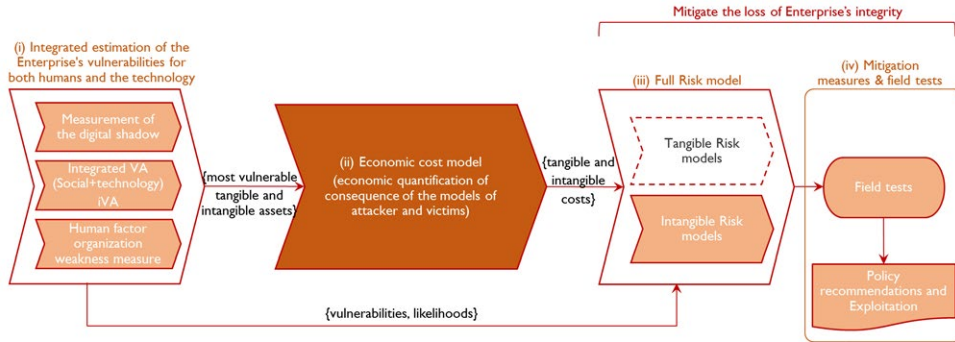 Mitigate the loss of Enterprise's integrity
(i) Integrated estimation of the
Enterprise's vulnerabilities for
both humans and the technology
Measurement
of the digital shadow
Integrated VA
(Social+technology)
iVA
Human factor
organization
weakness measure
{most vulnerable
tangible and
intangible assets}
(ii) Economic cost model
(economic quantification of
consequence of the models of
attacker and victims)
{tangible and
intangible
costs}
(iii) Full Risk model
Tangible Risk
models
Intangible Risk
models
(iv) Mitigation
measures & field tests
Field tests
Policy
recommendations and
Exploitation
{vulnerabilities, likelihoods}